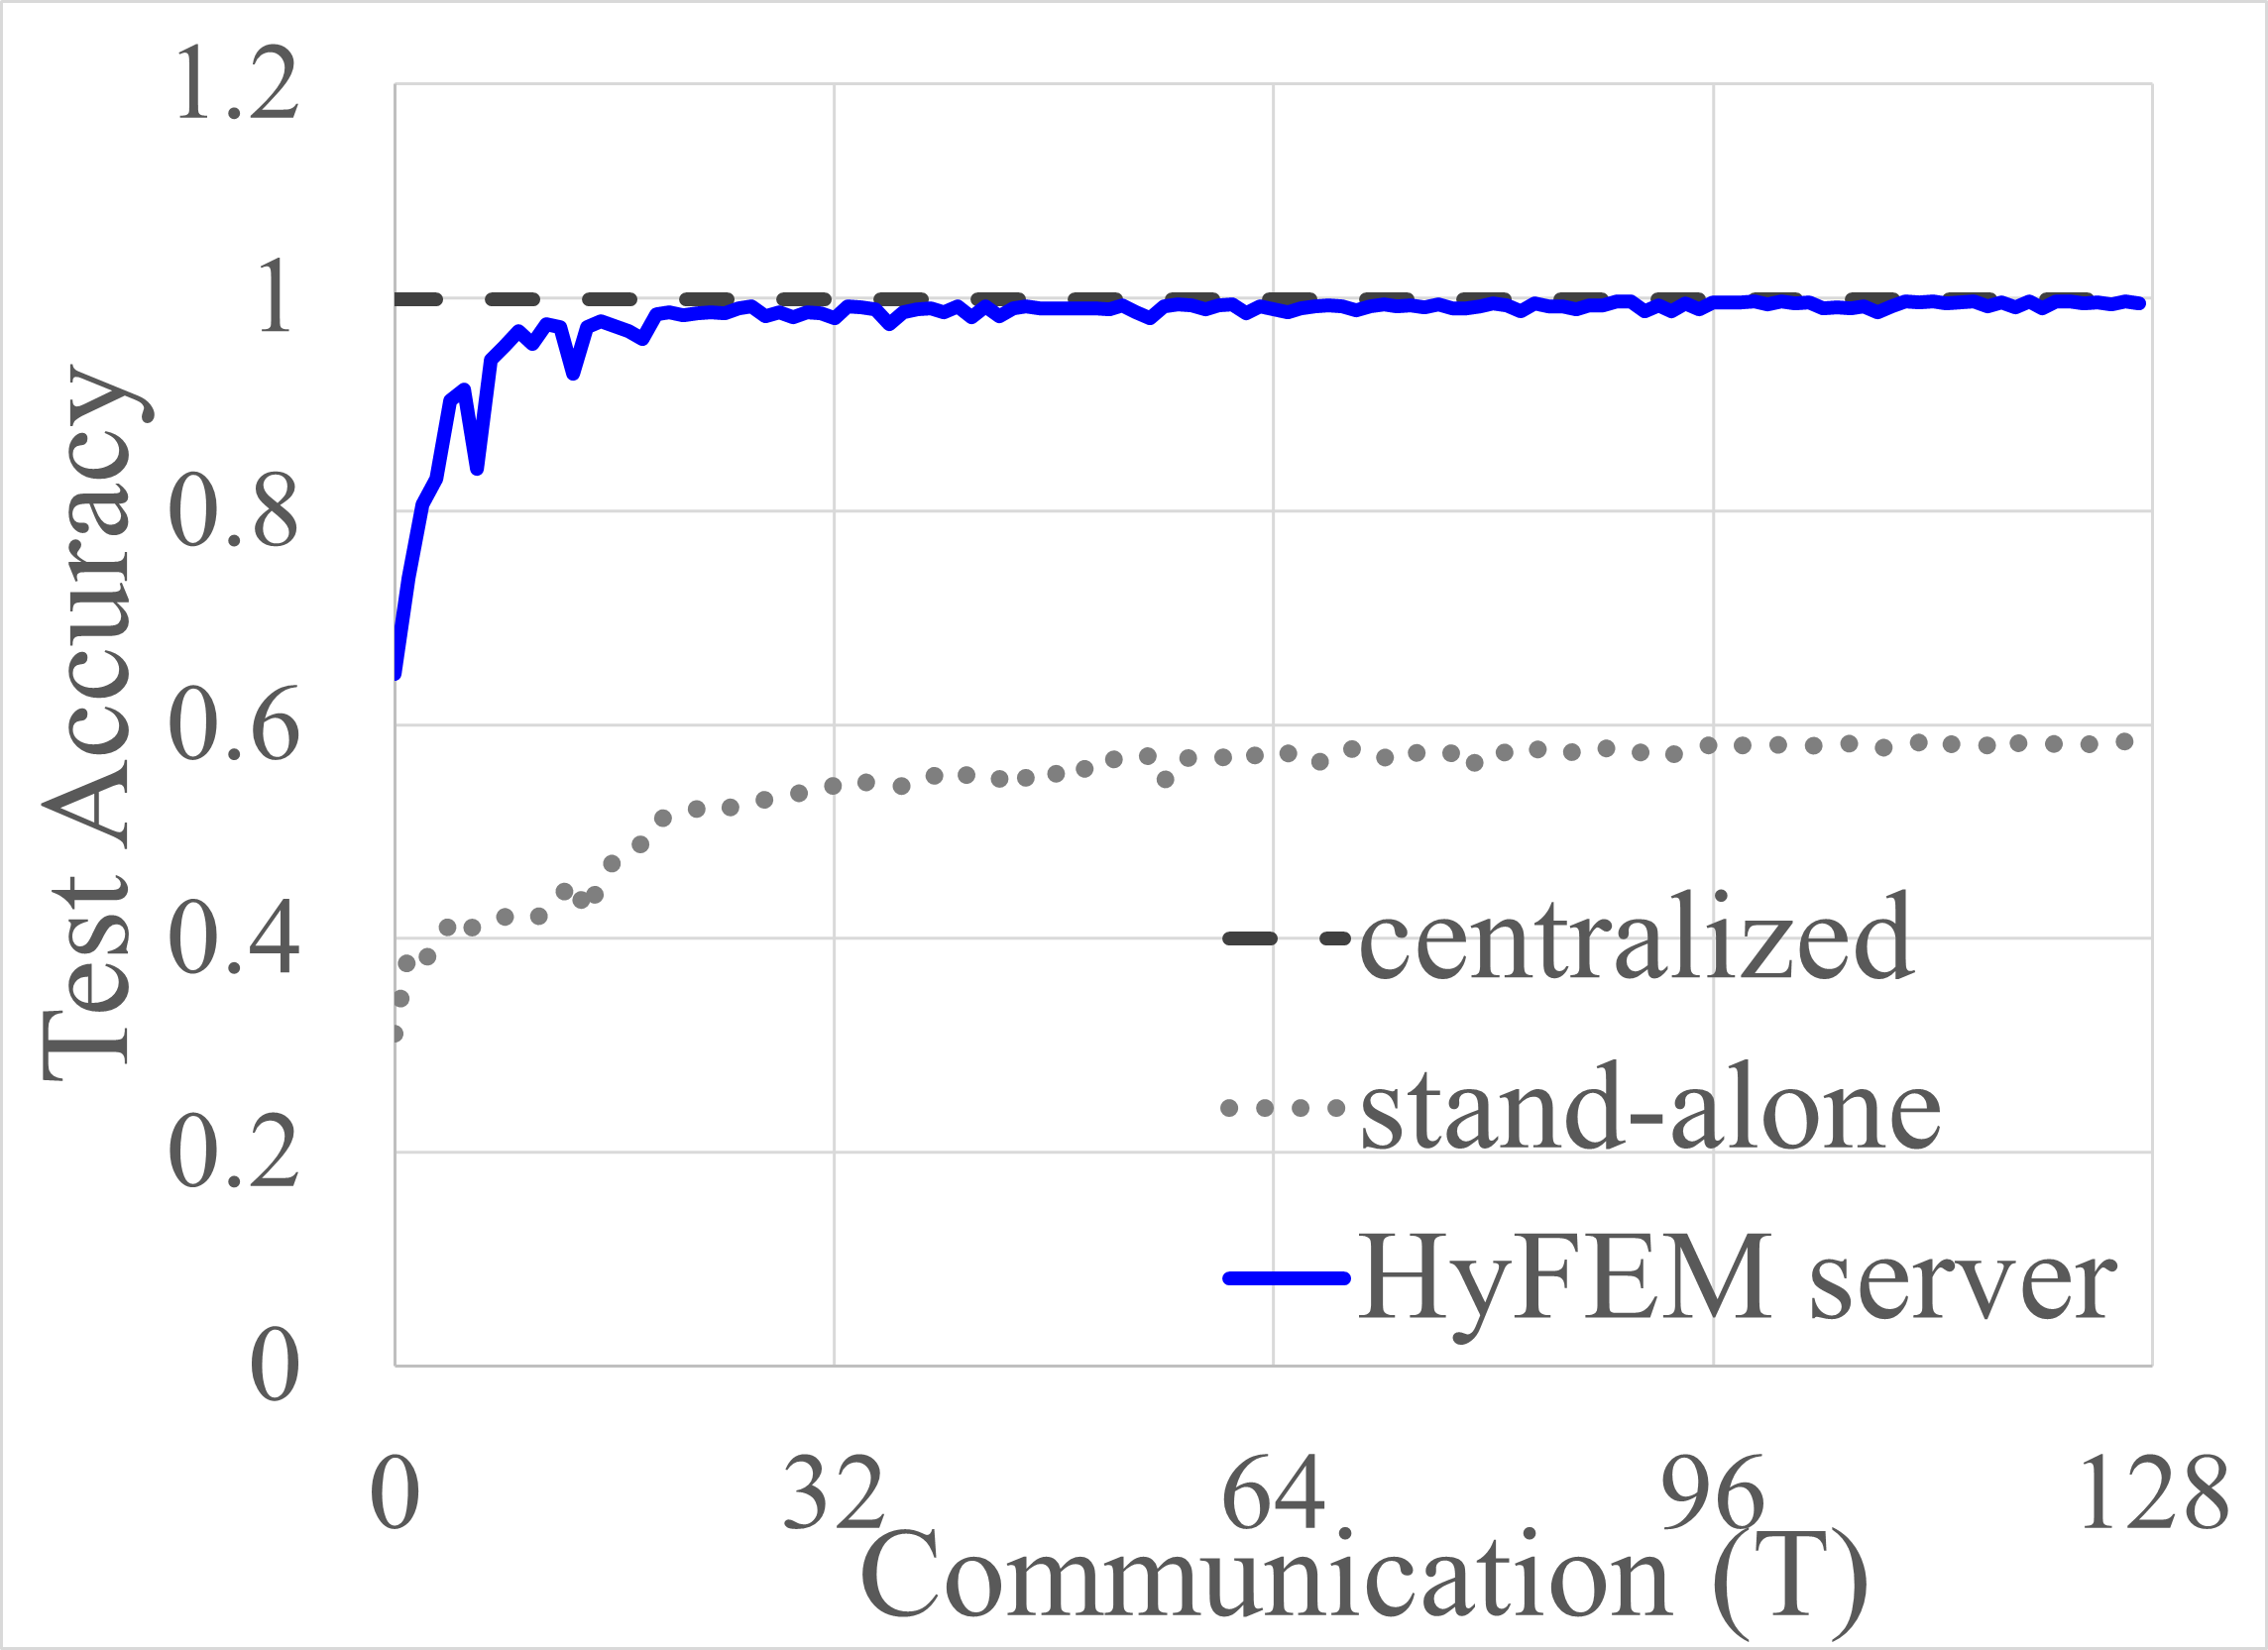 1.2
1
0.8
0.6
0.4
0.2
0
Test Accuracy
centralized
stand-alone
HyFEM server
0 32 64 96 128
Communication (T)